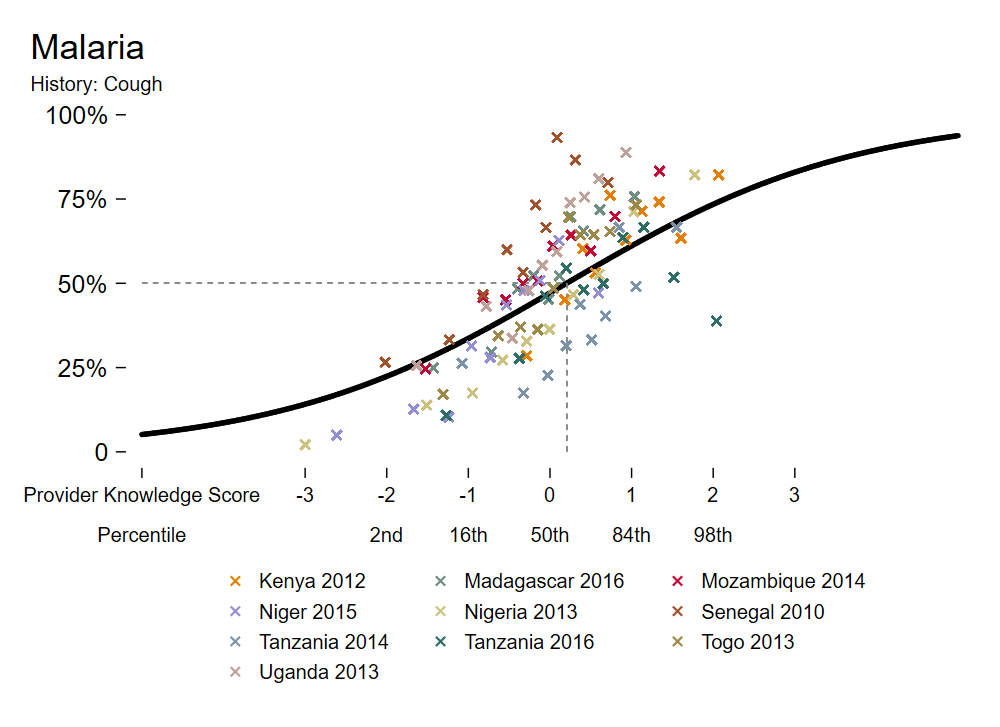 Malaria
History: Cough
100%
75%
50%
25%
0
Provider Knowledge Score -3 -2 -1 0 1 2 3
Percentile 2nd 16th 50th 84th 98th
Kenya 2012 Madagascar 2016 Mozambique 2014
Niger 2015 Nigeria 2013 Senegal 2010
Tanzania 2014 Tanzania 2016 Togo 2013
Uganda 2013